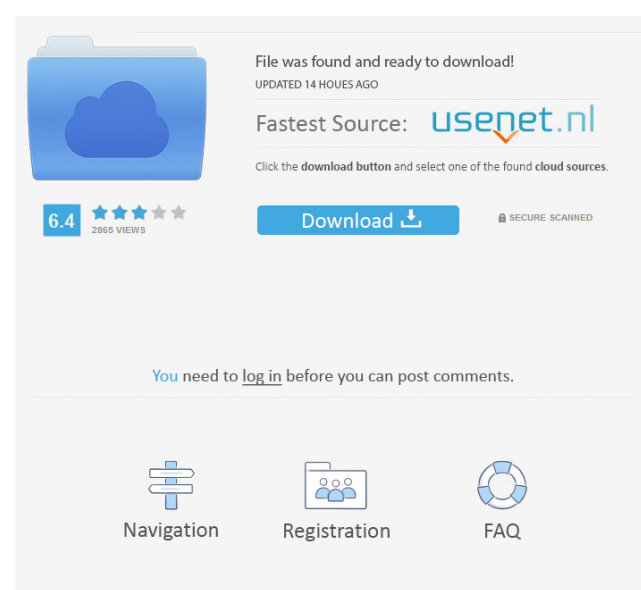 File was found and ready to download!
UPDATED 14 HOUES AGO
Fastest Source: usenet.nl
Click the download button and select one of the found cloud sources.
6.4
2865 VIEWS
Download
SECURE SCANNED
You need to log in before you can post comments.
Navigation
Registration
FAQ